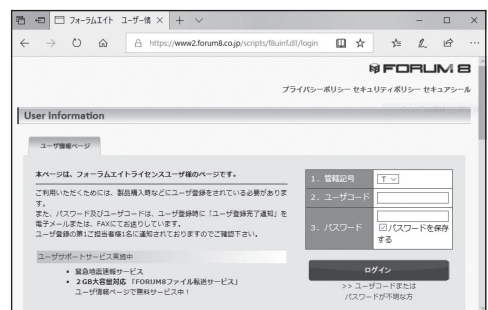 フォーラムエイト ユーザー情
https://www2.forum8.co.jp/scripts/f8uinf.dll/login
FORUM 8
プライバシーポリシー セキュリティポリシー セキュアシール
User Information
ユーザ情報ページ
本ページは、フォーラムエイトライセンスユーザ様のページです。
ご利用いただくためには、製品購入時などにユーザ登録をされている必要がありま
す。
また、パスワード及びユーザコードは、ユーザ登録時に「ユーザ登録完了通知」を
電子メールまたは、FAXにてお送りしています。
ユーザ登録の第1ご担当者様1名に通知されておりますのでご確認下さい。
ユーザサポートサービス実施中
• 緊急地震速報サービス
• 2GB大容量対応 「FORUM8ファイル転送サービス」
ユーザ情報ページで無料サービス中！
1. 管轄記号
T
2. ユーザコード
3. パスワード
パスワードを保存
する
ログイン
>> ユーザコードまたは
パスワードが不明な方